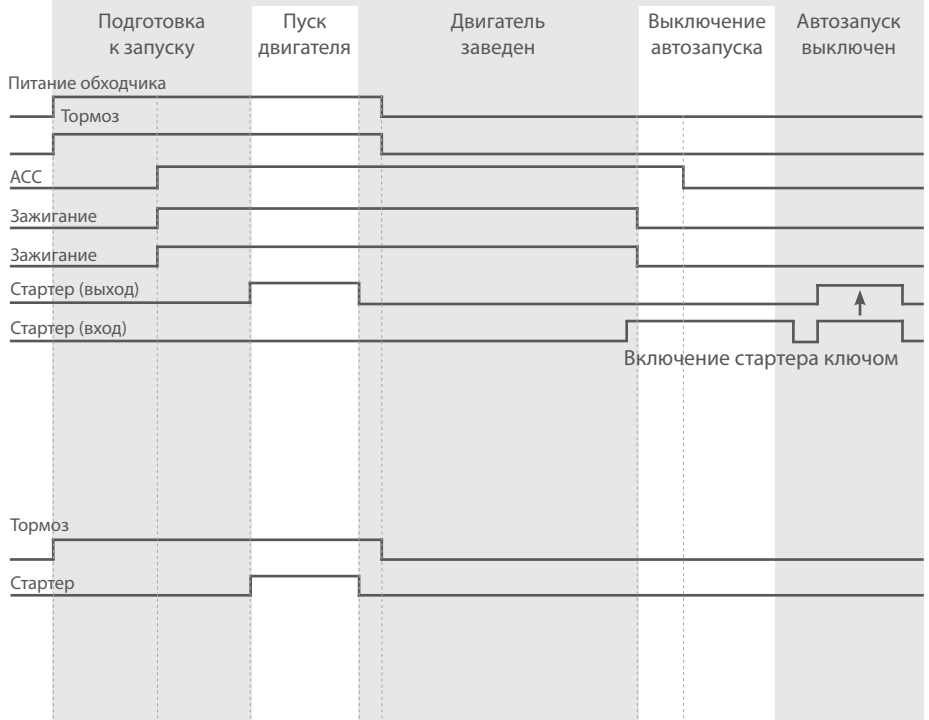 Подготовка
к запуску
Пуск
двигателя
Двигатель
заведен
Выключение
автозапуска
Автозапуск
выключен
Питание обходчика
Тормоз
ACC
Зажигание
Зажигание
Стартер (выход)
Стартер (вход)
Включение стартера ключом
Тормоз
Стартер